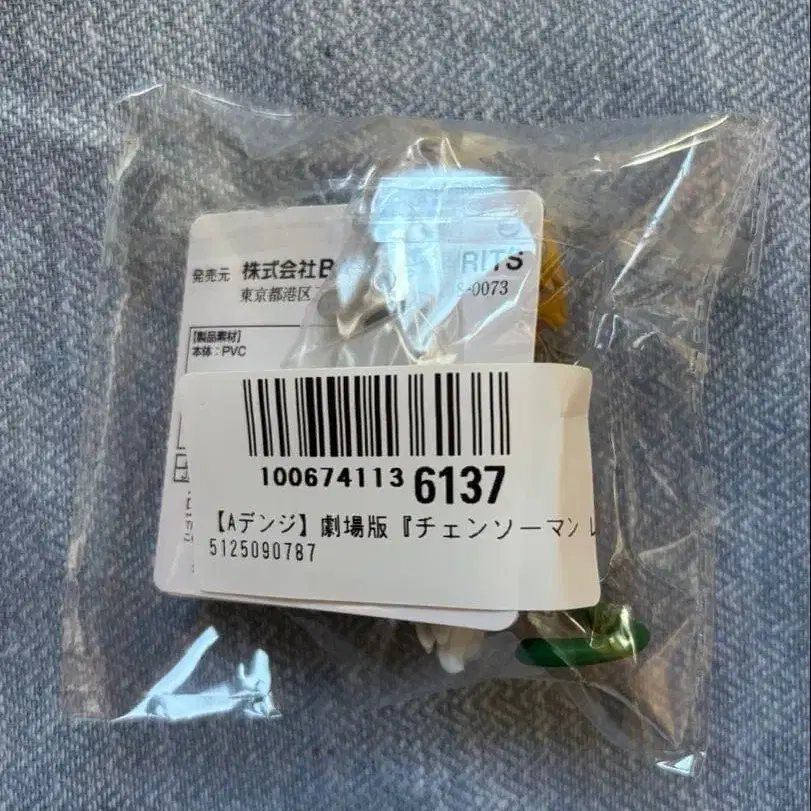 発売元 株式会社B RITS
東京都港区 -0073
【製品素材】
本体：PVC
100674113 6137
【Aデンジ】劇場版『チェンソーマン レ
5125090787